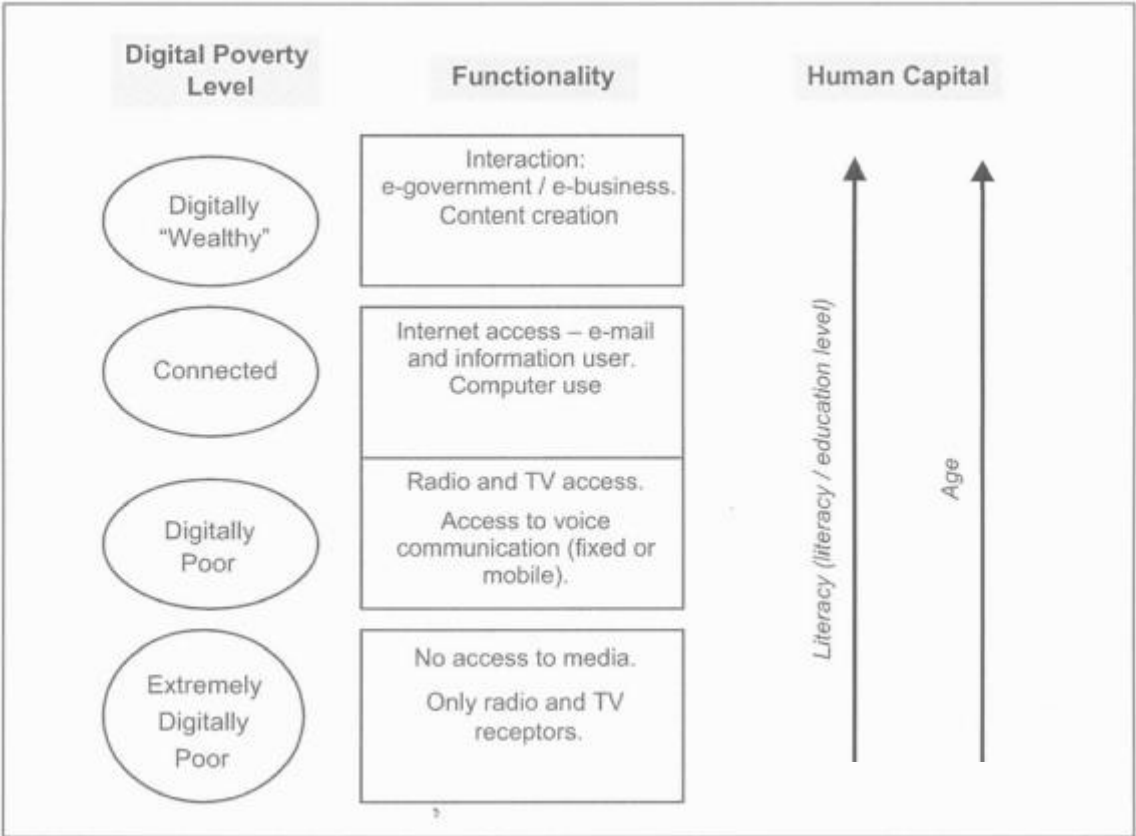 Digital Poverty
Level
Functionality
Human Capital
Digitally
“Wealthy”
Interaction:
e-government / e-business.
Content creation
Connected
Internet access – e-mail
and information user.
Computer use
Digitally
Poor
Radio and TV access.
Access to voice
communication (fixed or
mobile).
Extremely
Digitally
Poor
No access to media.
Only radio and TV
receptors.
Literacy (literacy / education level)
Age